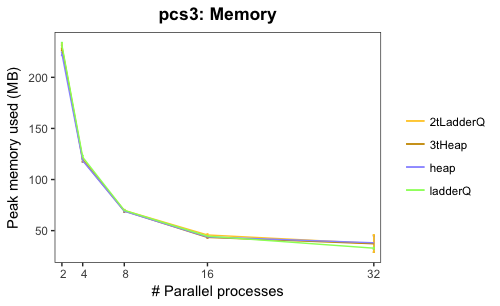 pcs3: Memory
Peak memory used (MB)
200
150
100
50
2 4 8 16 32
# Parallel processes
2tLadderQ
3tHeap
heap
ladderQ